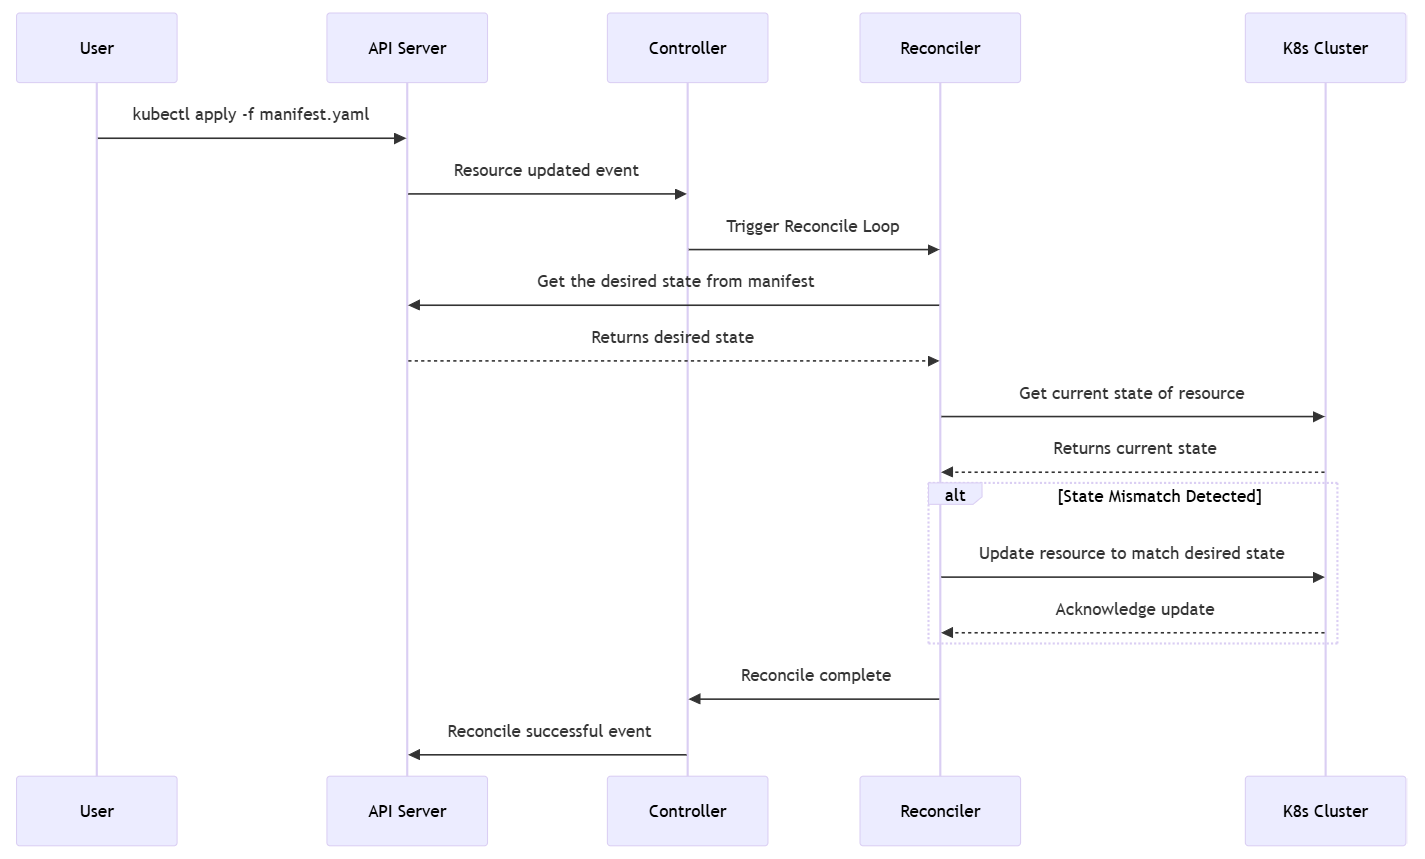 User
API Server
Controller
Reconciler
K8s Cluster
kubectl apply -f manifest.yaml
Resource updated event
Trigger Reconcile Loop
Get the desired state from manifest
Returns desired state
Get current state of resource
Returns current state
alt
[State Mismatch Detected]
Update resource to match desired state
Acknowledge update
Reconcile complete
Reconcile successful event
User
API Server
Controller
Reconciler
K8s Cluster